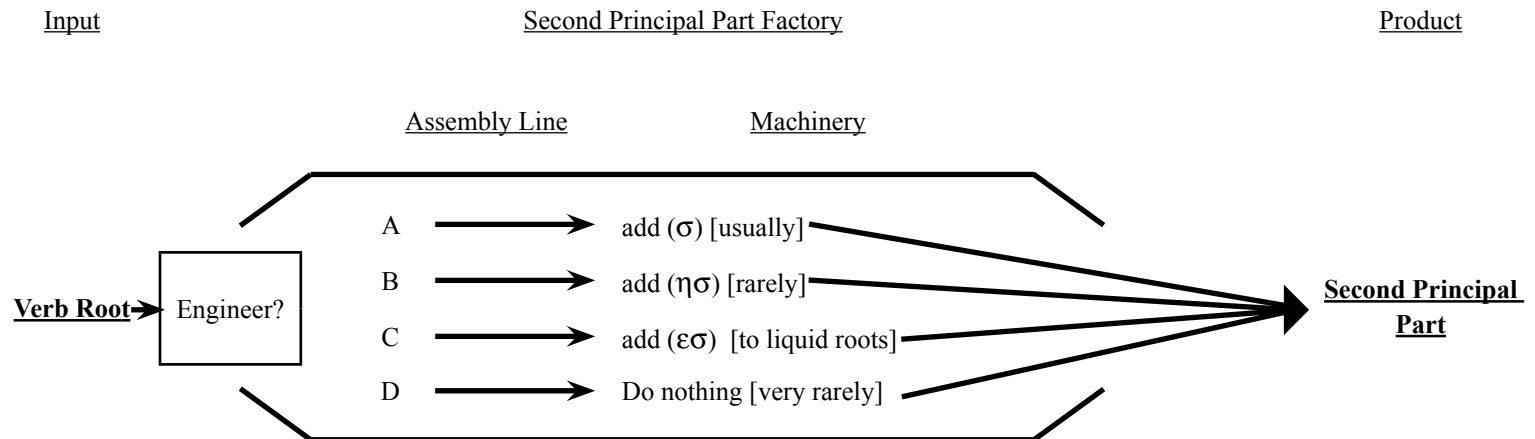 Input Second Principal Part Factory Product
Assembly Line Machinery
A add (σ) [usually]
B add (ησ) [rarely]
Verb Root Engineer? Second Principal
Part
C add (εσ) [to liquid roots]
D Do nothing [very rarely]